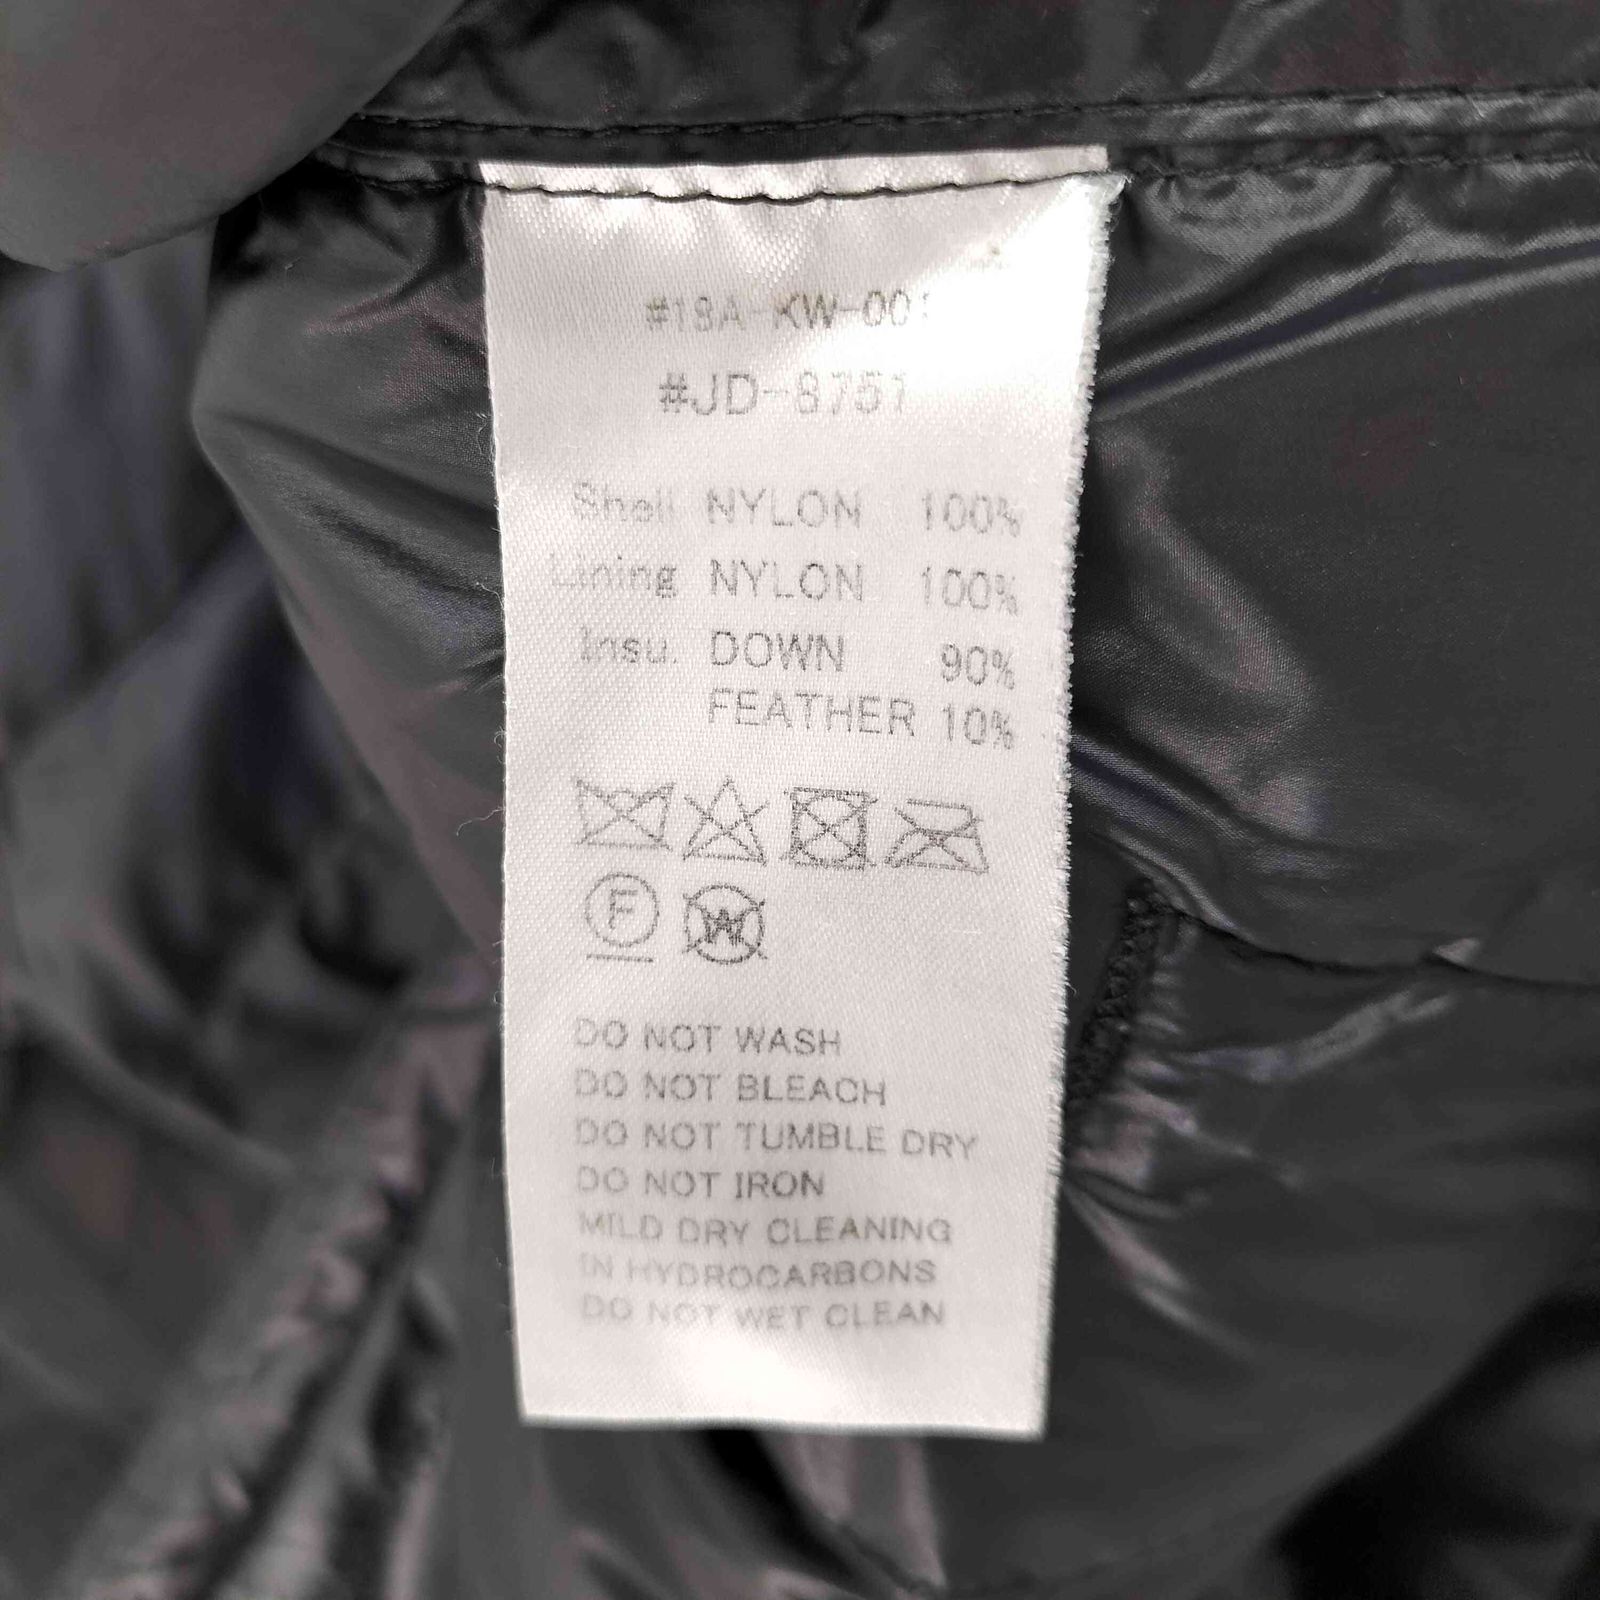 #18A-KW-001
#JD-8751
Shell NYLON 100%
Lining NYLON 100%
Insu. DOWN 90%
FEATHER 10%
F
W
DO NOT WASH
DO NOT BLEACH
DO NOT TUMBLE DRY
DO NOT IRON
MILD DRY CLEANING
IN HYDROCARBONS
DO NOT WET CLEAN